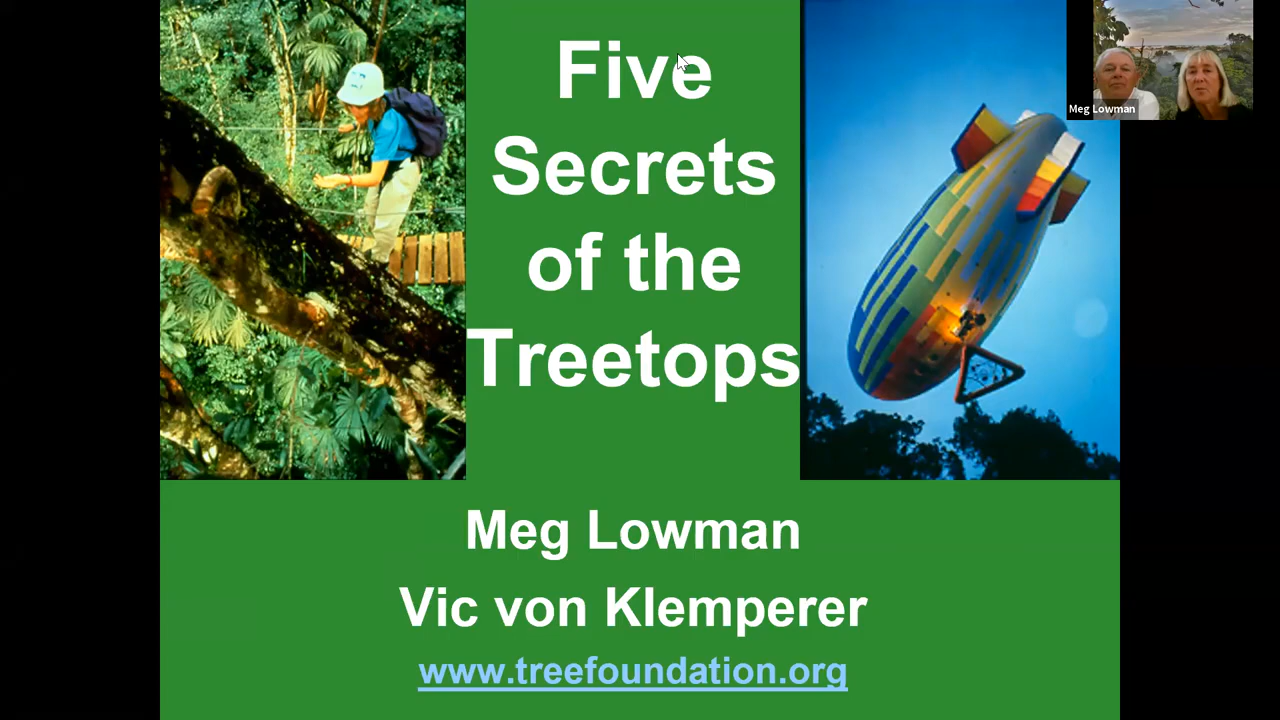 Five
Secrets
of the
Treetops
Meg Lowman
Meg Lowman
Vic von Klemperer
www.treefoundation.org